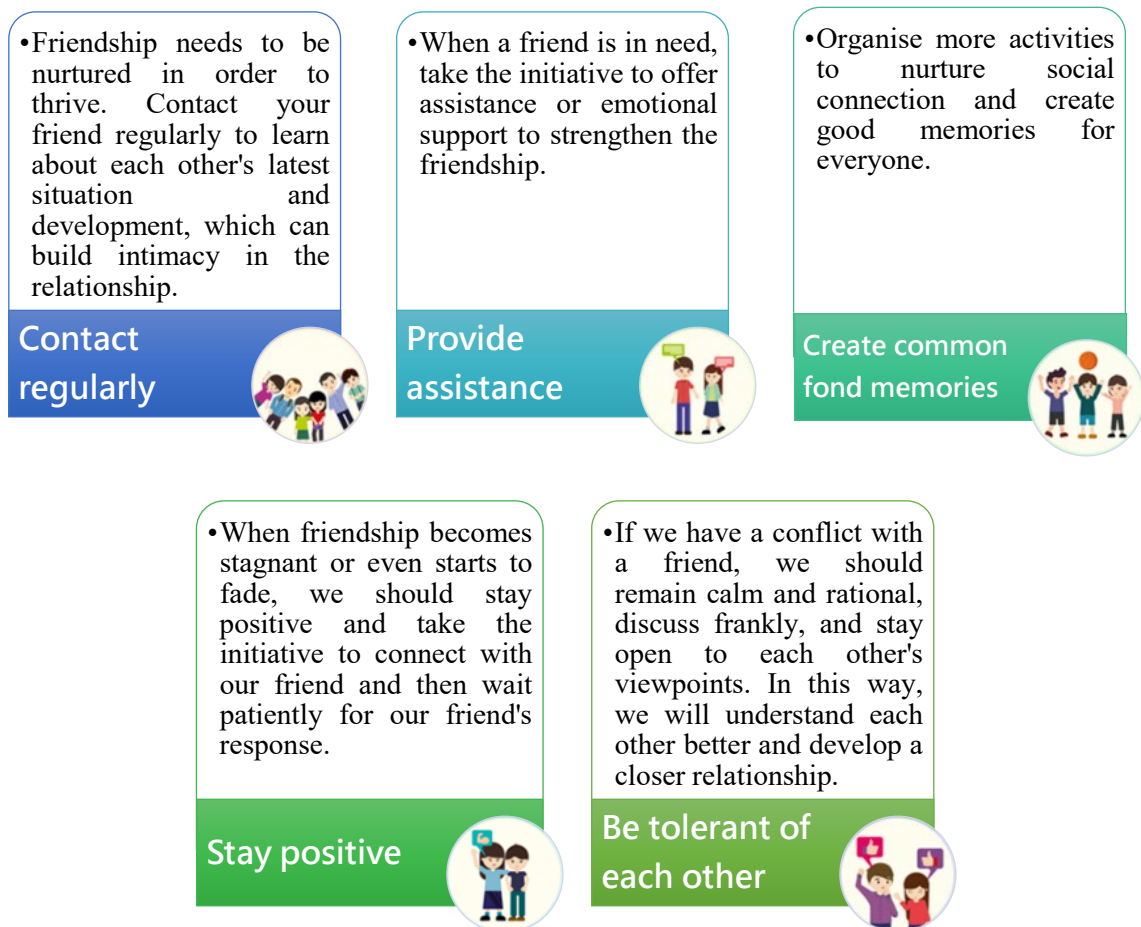 •Friendship needs to be
nurtured in order to
thrive. Contact your
friend regularly to learn
about each other's latest
situation and
development, which can
build intimacy in the
relationship.
Contact
regularly
•When a friend is in need,
take the initiative to offer
assistance or emotional
support to strengthen the
friendship.
Provide
assistance
•Organise more activities
to nurture social
connection and create
good memories for
everyone.
Create common
fond memories
•When friendship becomes
stagnant or even starts to
fade, we should stay
positive and take the
initiative to connect with
our friend and then wait
patiently for our friend's
response.
Stay positive
•If we have a conflict with
a friend, we should
remain calm and rational,
discuss frankly, and stay
open to each other's
viewpoints. In this way,
we will understand each
other better and develop a
closer relationship.
Be tolerant of
each other